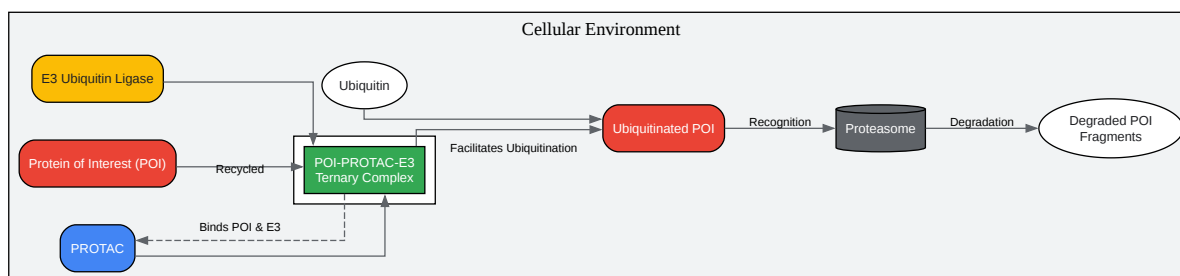 Cellular Environment
E3 Ubiquitin Ligase
Ubiquitin
Ubiquitinated POI
Recognition
Proteasome
Degradation
Degraded POI
Fragments
Facilitates Ubiquitination
Protein of Interest (POI)
Recycled
POI-PROTAC-E3
Ternary Complex
Binds POI & E3
PROTAC